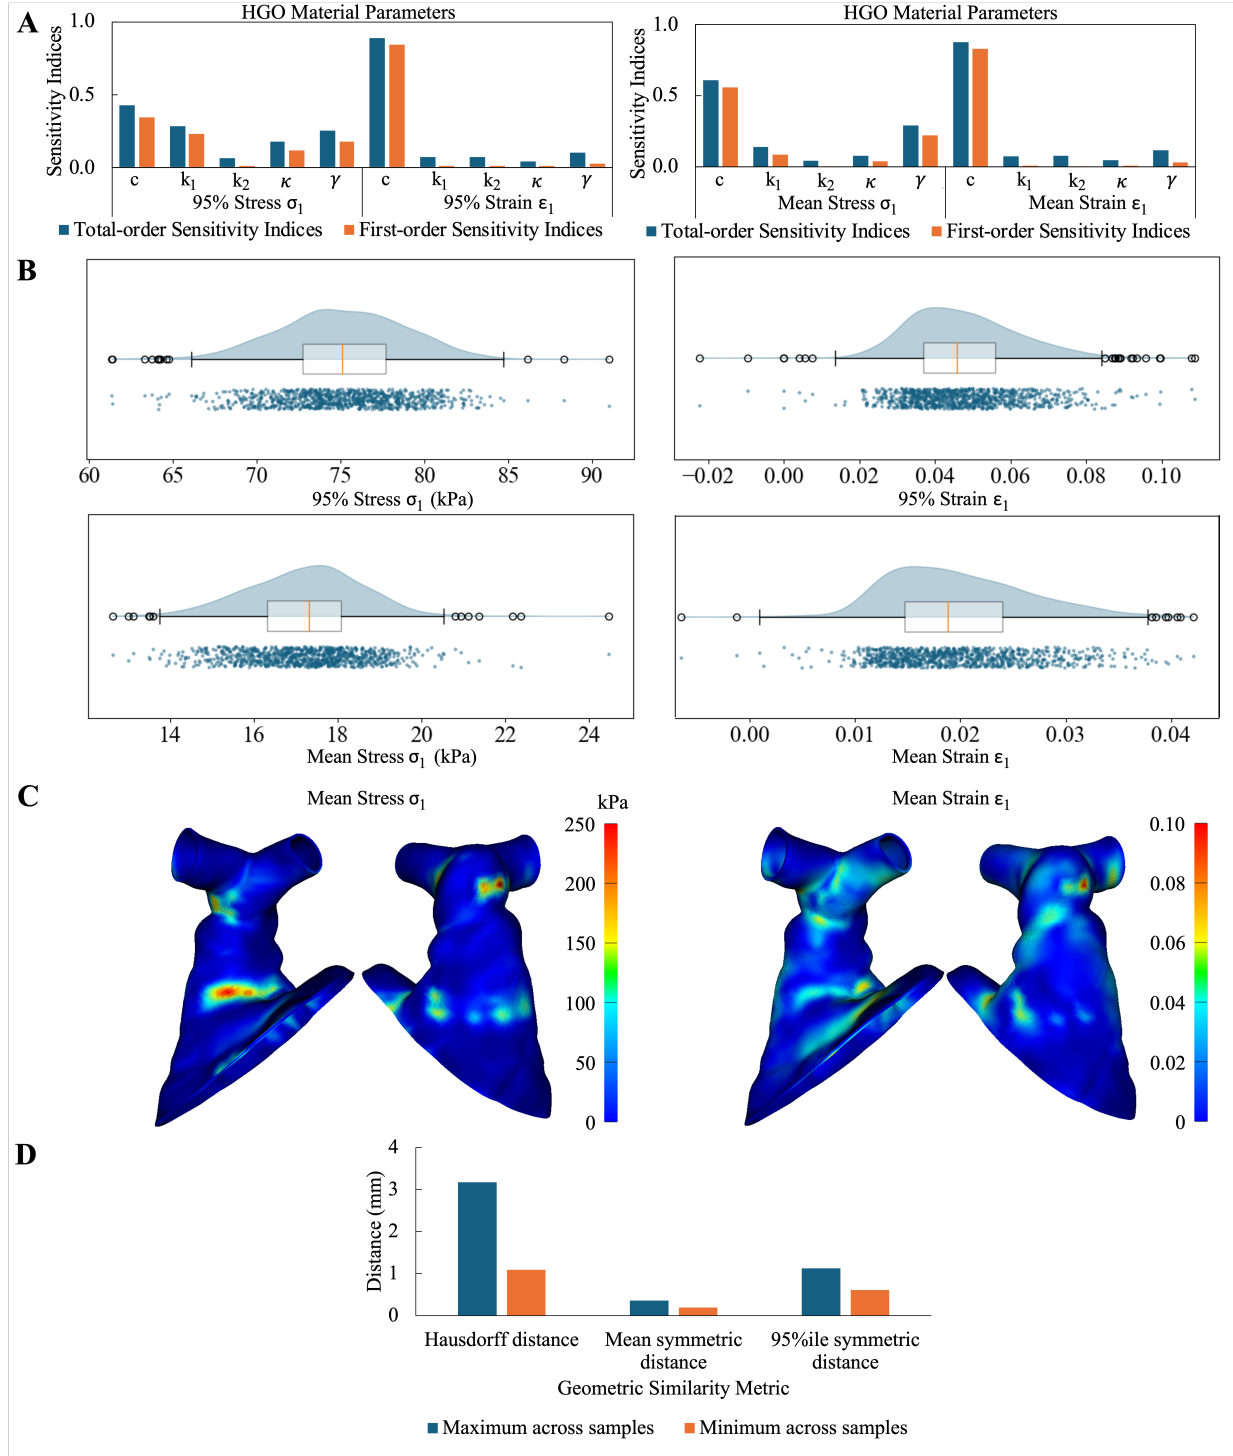 A
HGO Material Parameters
Sensitivity Indices
1.0
0.5
0.0
c k₁ k₂ κ γ c k₁ k₂ κ γ
95% Stress σ₁ 95% Strain ε₁
Total-order Sensitivity Indices First-order Sensitivity Indices
HGO Material Parameters
Sensitivity Indices
1.0
0.5
0.0
c k₁ k₂ κ γ c k₁ k₂ κ γ
Mean Stress σ₁ Mean Strain ε₁
Total-order Sensitivity Indices First-order Sensitivity Indices
B
60 65 70 75 80 85 90
95% Stress σ₁ (kPa)
−0.02 0.00 0.02 0.04 0.06 0.08 0.10
95% Strain ε₁
14 16 18 20 22 24
Mean Stress σ₁ (kPa)
0.00 0.01 0.02 0.03 0.04
Mean Strain ε₁
C
Mean Stress σ₁
kPa
250
200
150
100
50
0
Mean Strain ε₁
0.10
0.08
0.06
0.04
0.02
0
D
Distance (mm)
4
3
2
1
0
Hausdorff distance Mean symmetric 95%ile symmetric
distance distance
Geometric Similarity Metric
Maximum across samples Minimum across samples